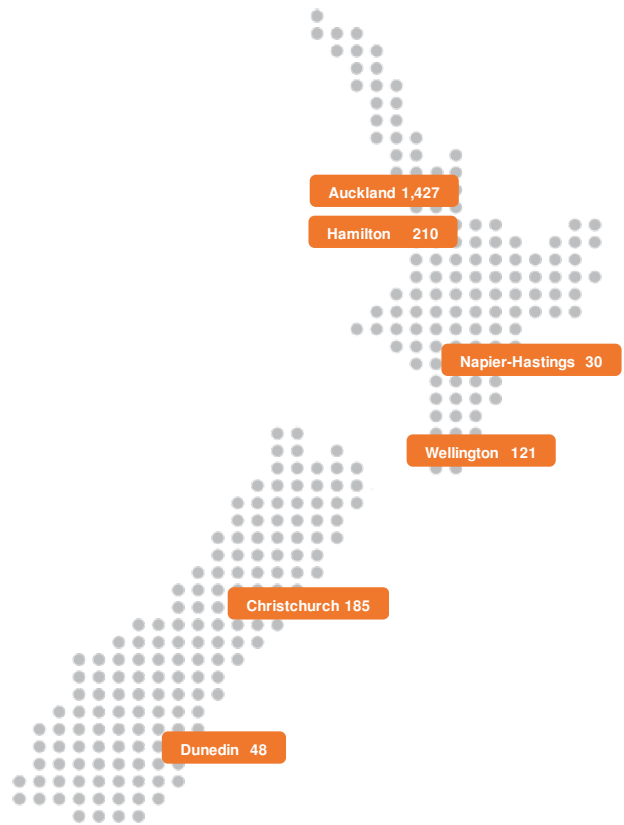 Auckland 1,427
Hamilton 210
Napier-Hastings 30
Wellington 121
Christchurch 185
Dunedin 48